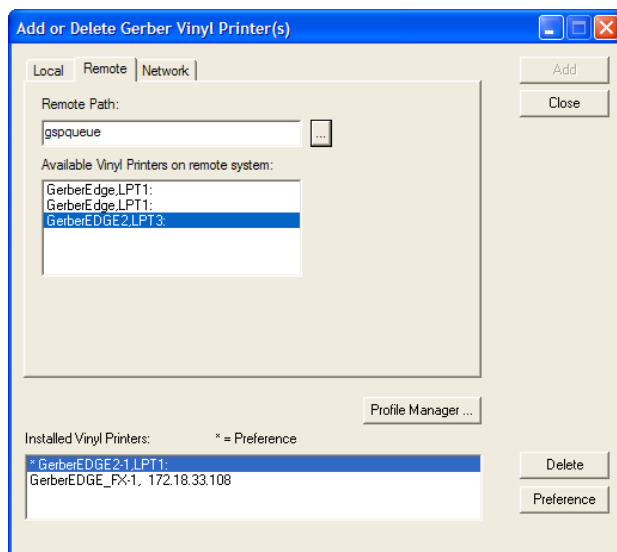 Add or Delete Gerber Vinyl Printer(s)
Local Remote Network
Add
Close
Remote Path:
gspqueue
...
Available Vinyl Printers on remote system:
GerberEdge,LPT1:
GerberEdge,LPT1:
GerberEDGE2,LPT3:
Profile Manager ...
Installed Vinyl Printers: * = Preference
* GerberEDGE2-1,LPT1:
GerberEDGE_FX-1, 172.18.33.108
Delete
Preference